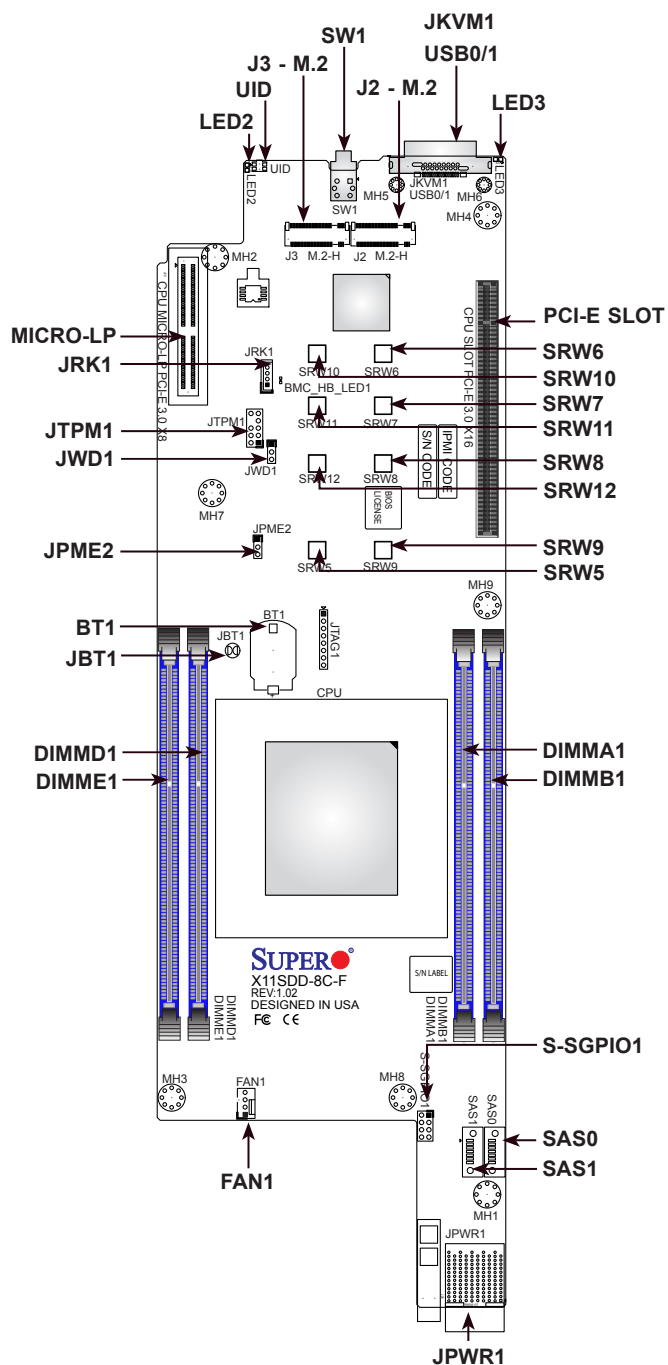 JKVM1
SW1
USB0/1
J3 - M.2
J2 - M.2
UID
LED3
LED2
UID
LED2
SW1
MH5
JKVM1
USB0/1
MH6
LED3
MH4
J3 M.2-H
J2 M.2-H
MH2
CPU MICRO-LP PCI-E 3.0 X8
CPU SLOT PCI-E 3.0 X16
PCI-E SLOT
MICRO-LP
JRK1
JRK1
SRW10
SRW6
SRW6
SRW10
BMC_HB_LED1
JTPM1
JTPM1
SRW11
SRW7
SRW7
SRW11
JWD1
JWD1
SRW12
SRW8
S/N CODE
IPMI CODE
SRW8
SRW12
BIOS
LICENSE
MH7
JPME2
JPME2
SRW5
SRW9
SRW9
SRW5
MH9
BT1
BT1
JBT1
JBT1
JTAG1
CPU
DIMMD1
DIMME1
DIMMA1
DIMMB1
SUPER
X11SDD-8C-F
REV:1.02
DESIGNED IN USA
FC CE
S/N LABEL
DIMME1
DIMMD1
DIMMA1
DIMMB1
S-SGPIO1
S-SGPIO1
MH3
FAN1
MH8
SAS1
SAS0
SAS0
SAS1
FAN1
MH1
JPWR1
JPWR1